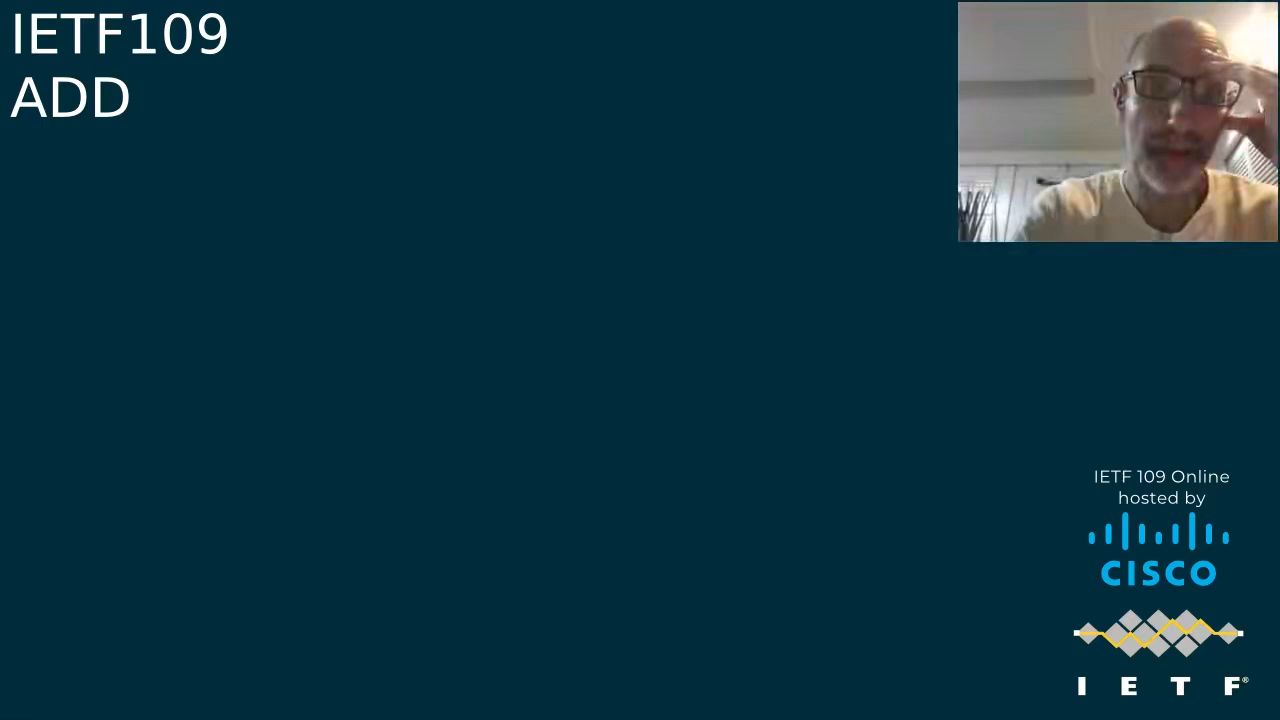 IETF109
ADD
IETF 109 Online
hosted by
CISCO
I E T F®